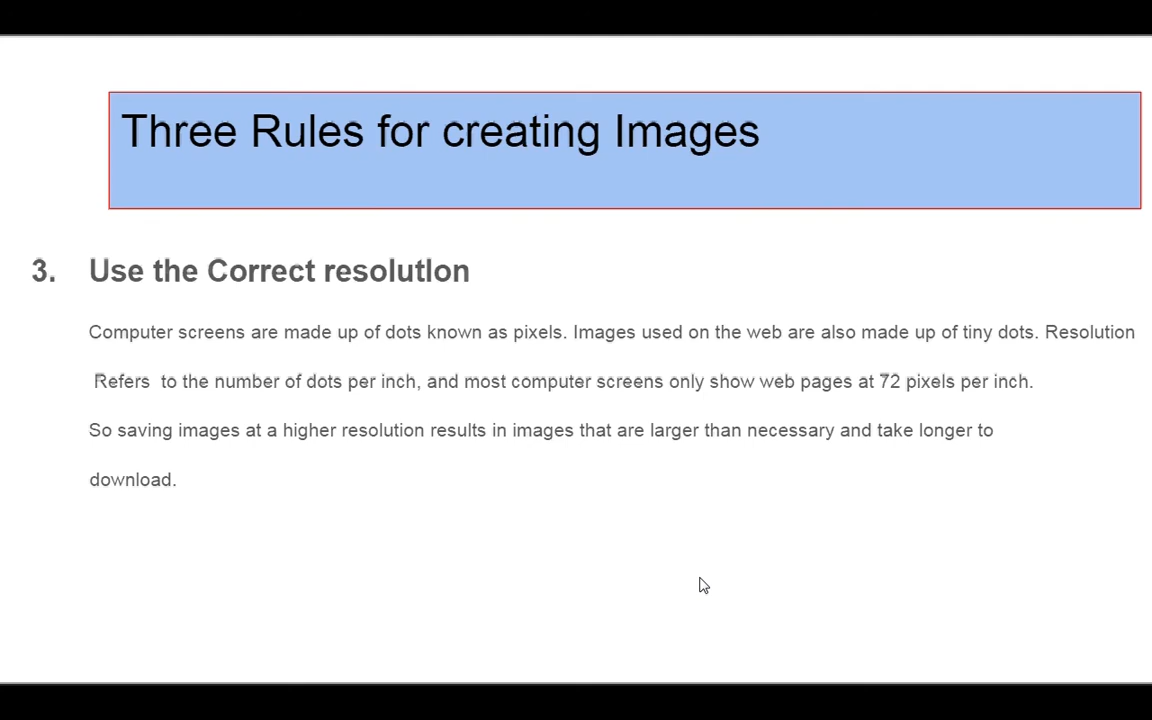 Three Rules for creating Images
3. Use the Correct resolutIon
Computer screens are made up of dots known as pixels. Images used on the web are also made up of tiny dots. Resolution
Refers to the number of dots per inch, and most computer screens only show web pages at 72 pixels per inch.
So saving images at a higher resolution results in images that are larger than necessary and take longer to
download.